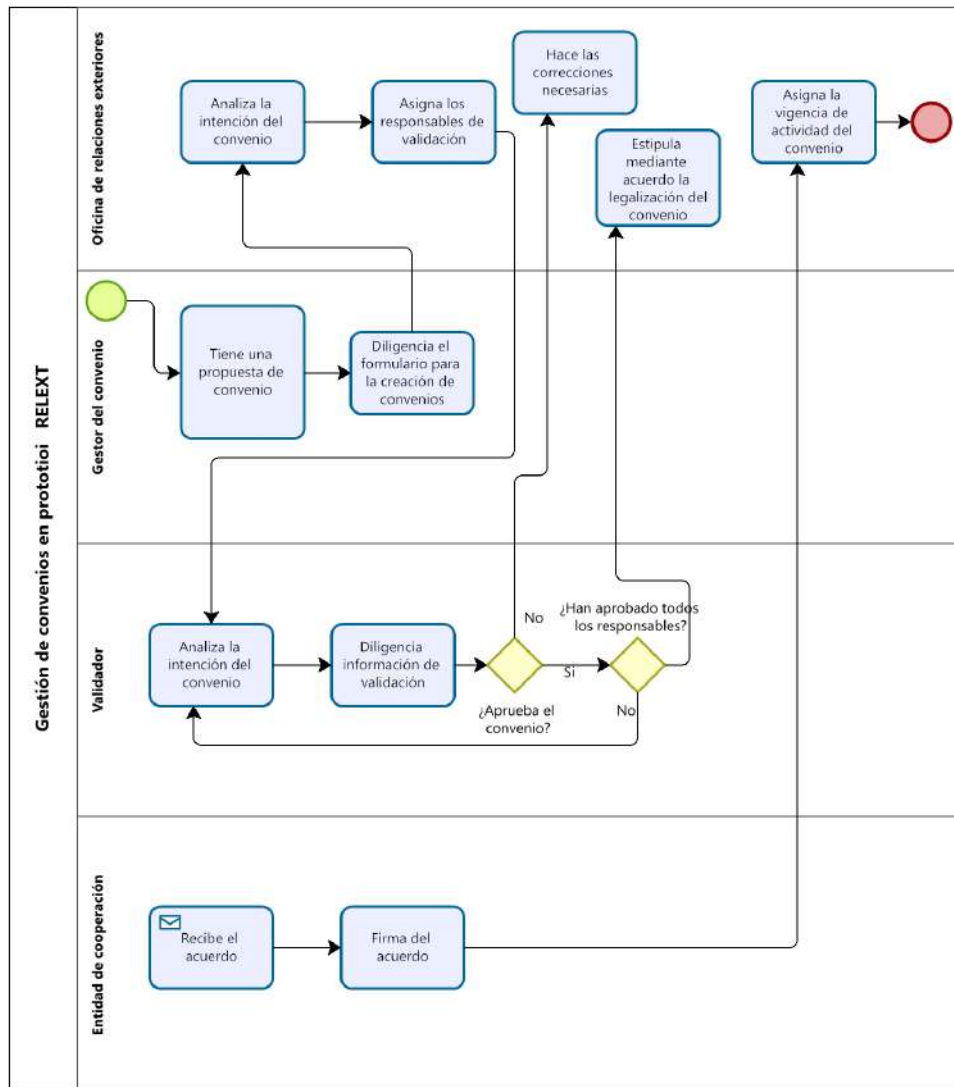 Gestión de convenios en prototioi RELEXT
Oficina de relaciones exteriores
Analiza la
intención del
convenio
Asigna los
responsables de
validación
Hace las
correcciones
necesarias
Estipula
mediante
acuerdo la
legalización del
convenio
Asigna la
vigencia de
actividad del
convenio
Gestor del convenio
Tiene una
propuesta de
convenio
Diligencia el
formulario para
la creación de
convenios
Validador
Analiza la
intención del
convenio
Diligencia
información de
validación
No
¿Aprueba el
convenio?
Sí
¿Han aprobado todos
los responsables?
No
Entidad de cooperación
Recibe el
acuerdo
Firma del
acuerdo